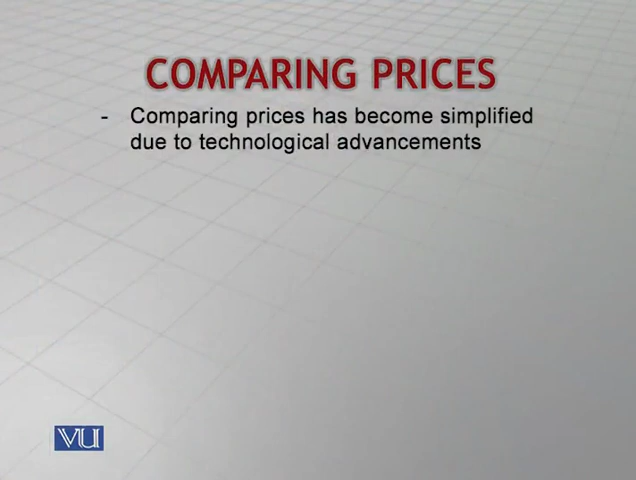 COMPARING PRICES
- Comparing prices has become simplified
due to technological advancements
VU